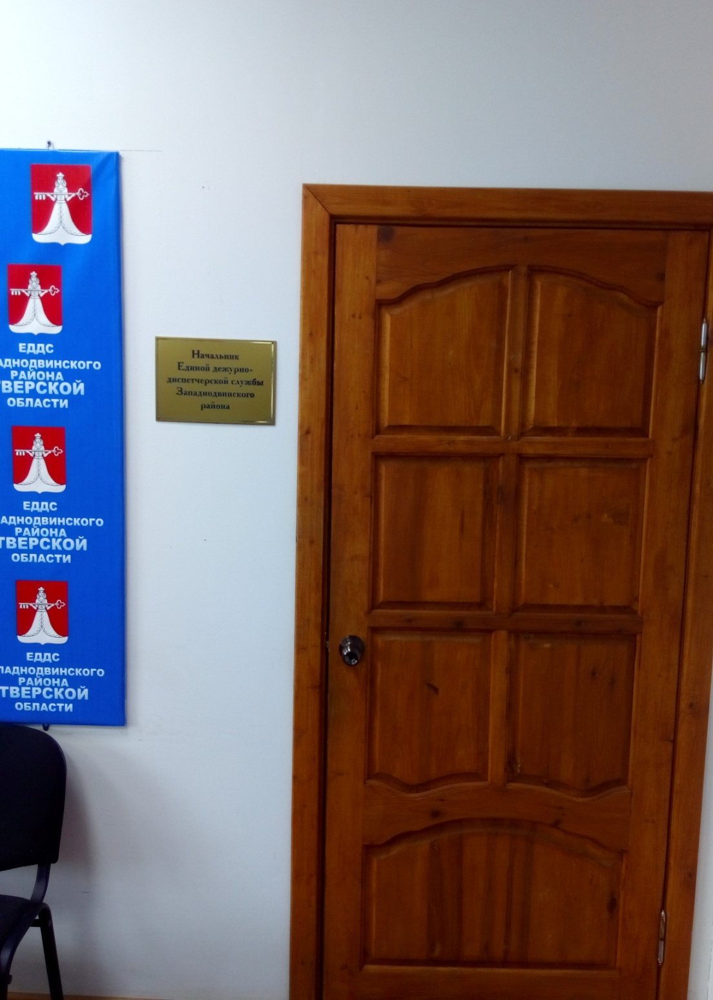 ЕДДС
АДНОДВИНСКОГО
РАЙОНА
ТВЕРСКОЙ
ОБЛАСТИ
ЕДДС
АДНОДВИНСКОГО
РАЙОНА
ТВЕРСКОЙ
ОБЛАСТИ
ЕДДС
ПАДНОДВИНСКОГО
РАЙОНА
ТВЕРСКОЙ
ОБЛАСТИ
Начальник
Единой дежурно-
диспетчерской службы
Западнодвинского
района